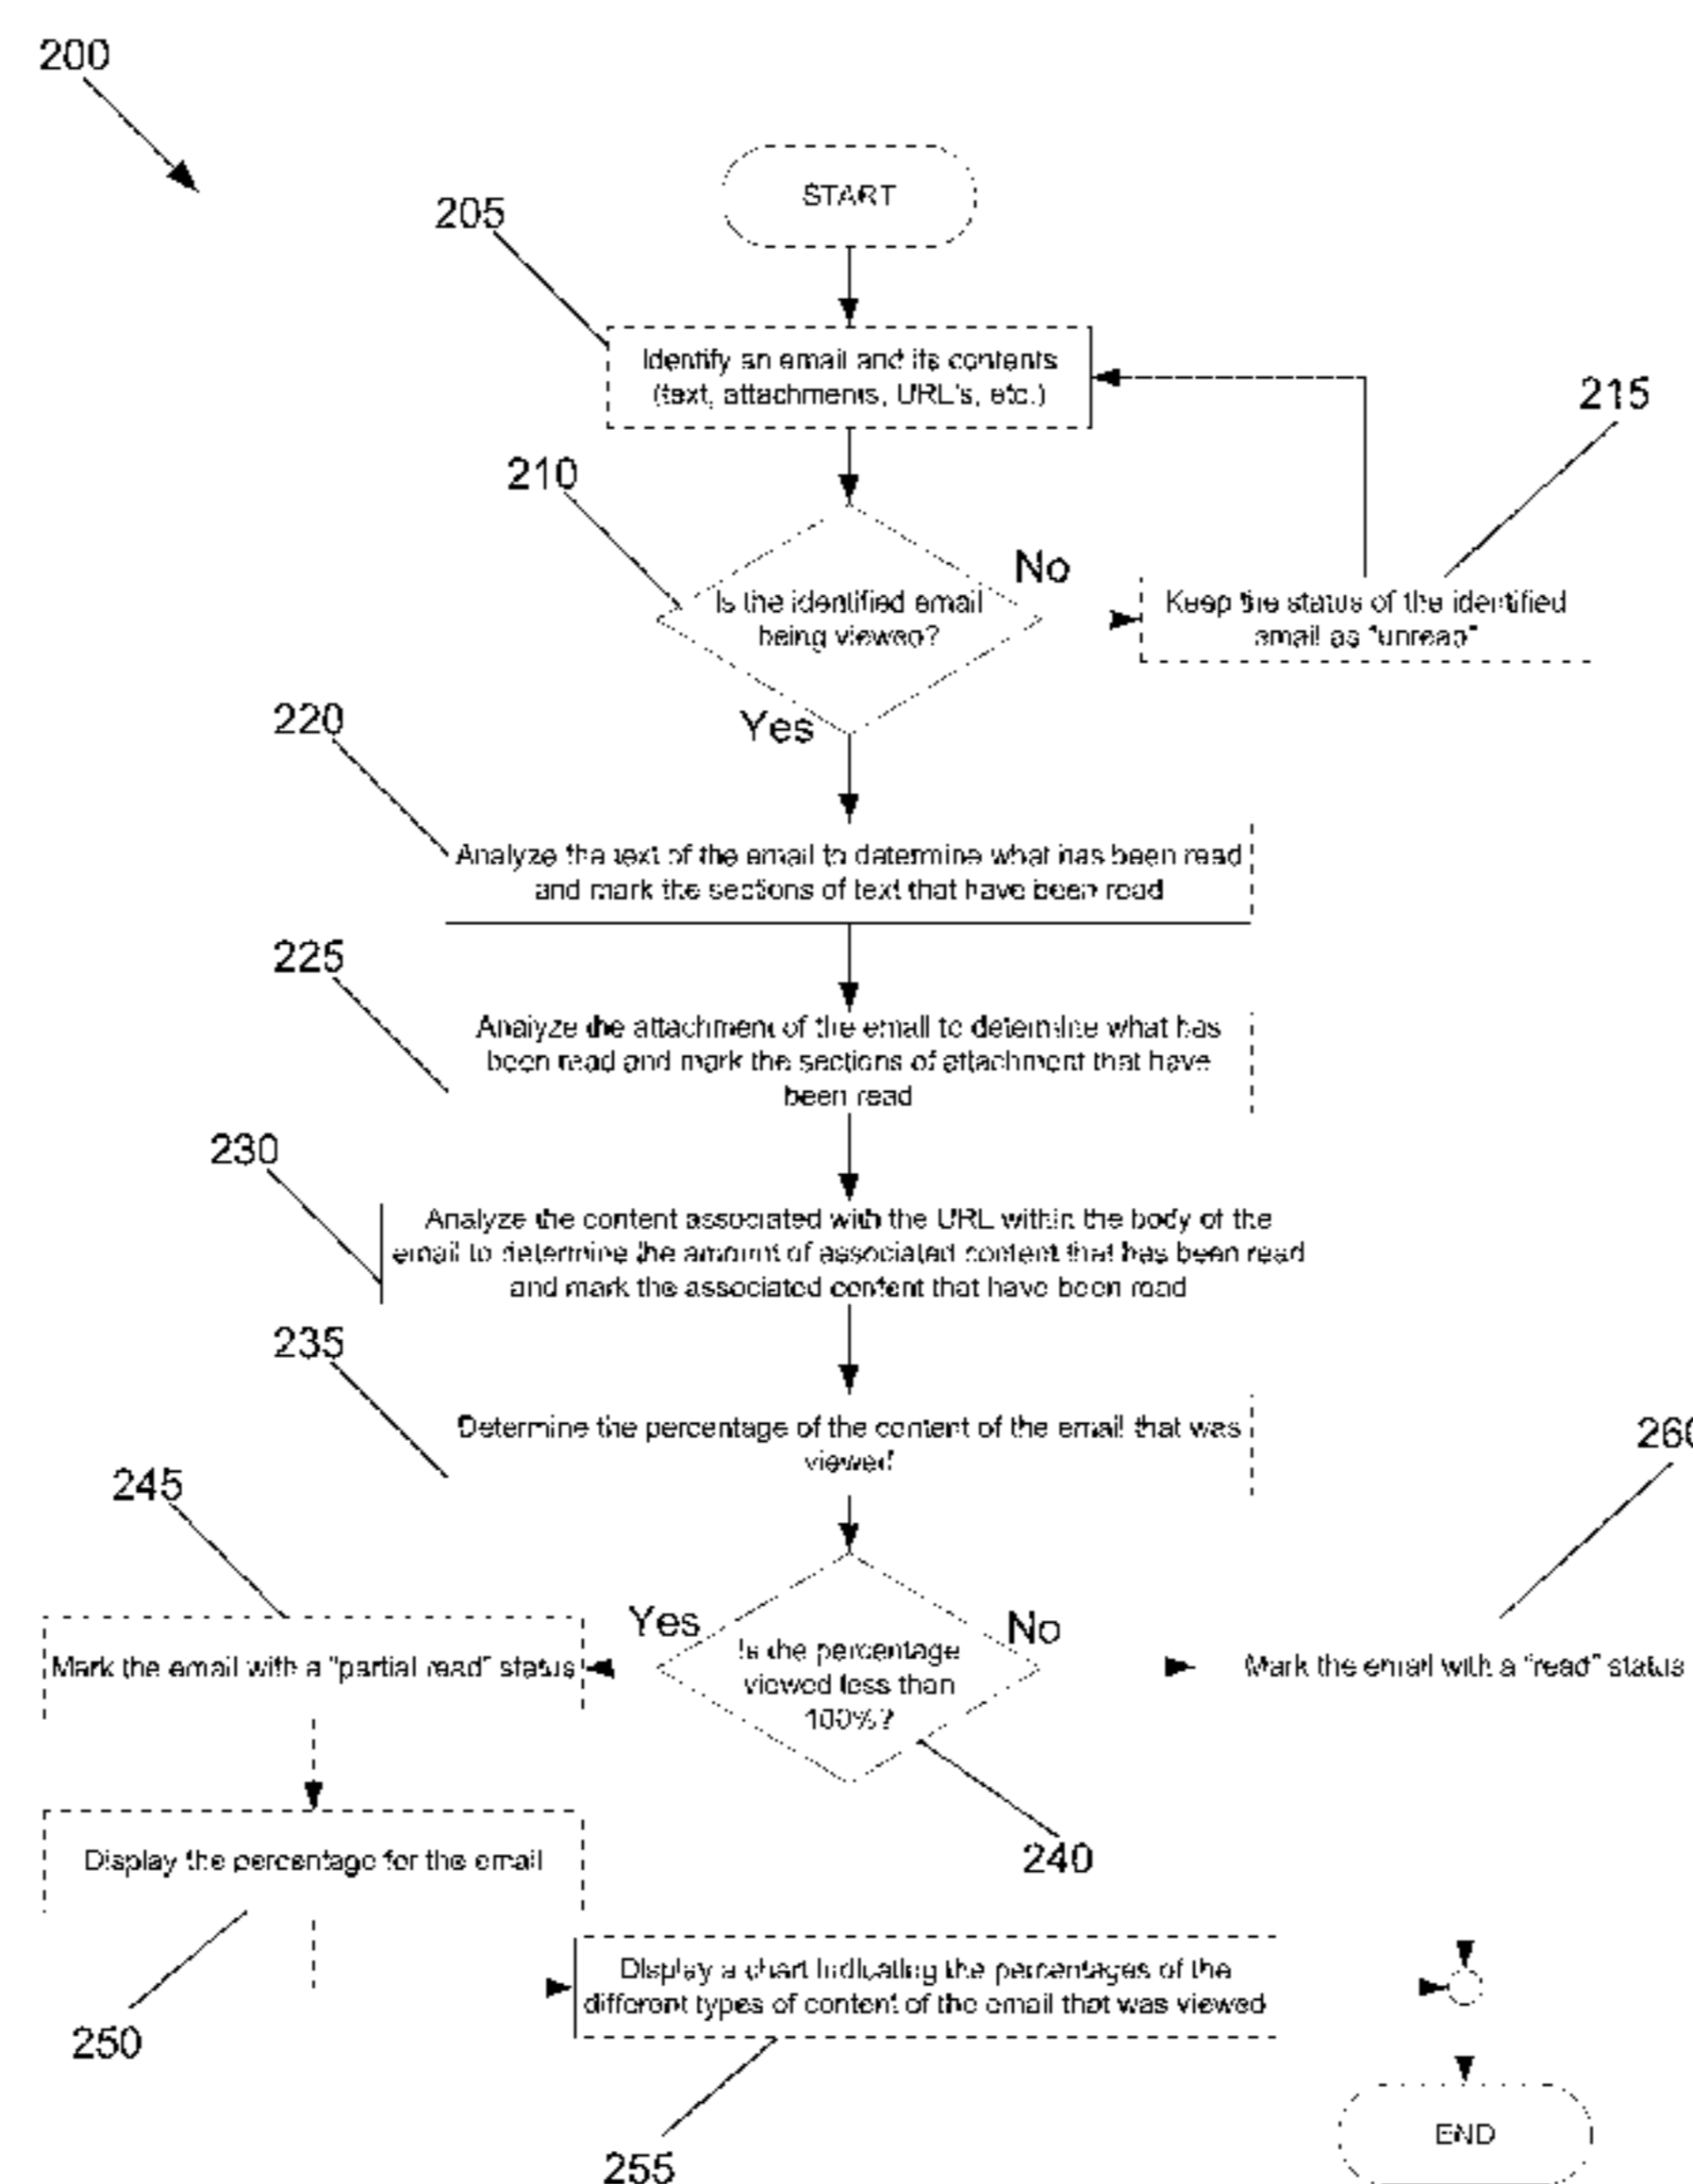 200
START
205
Identify an email and its contents
(text, attachments, URL's, etc.)
215
210
No
Is the identified email
being viewed?
Keep the status of the identified
email as "unread"
Yes
220
Analyze the text of the email to determine what has been read
and mark the sections of text that have been read
225
Analyze the attachment of the email to determine what has
been read and mark the sections of attachment that have
been read
230
Analyze the content associated with the URL within the body of the
email to determine the amount of associated content that has been read
and mark the associated content that have been read
235
Determine the percentage of the content of the email that was
viewed
260
245
Yes
No
Mark the email with a "partial read" status
Is the percentage
viewed less than
100%?
Mark the email with a "read" status
240
Display the percentage for the email
250
Display a chart indicating the percentages of the
different types of content of the email that was viewed
255
END